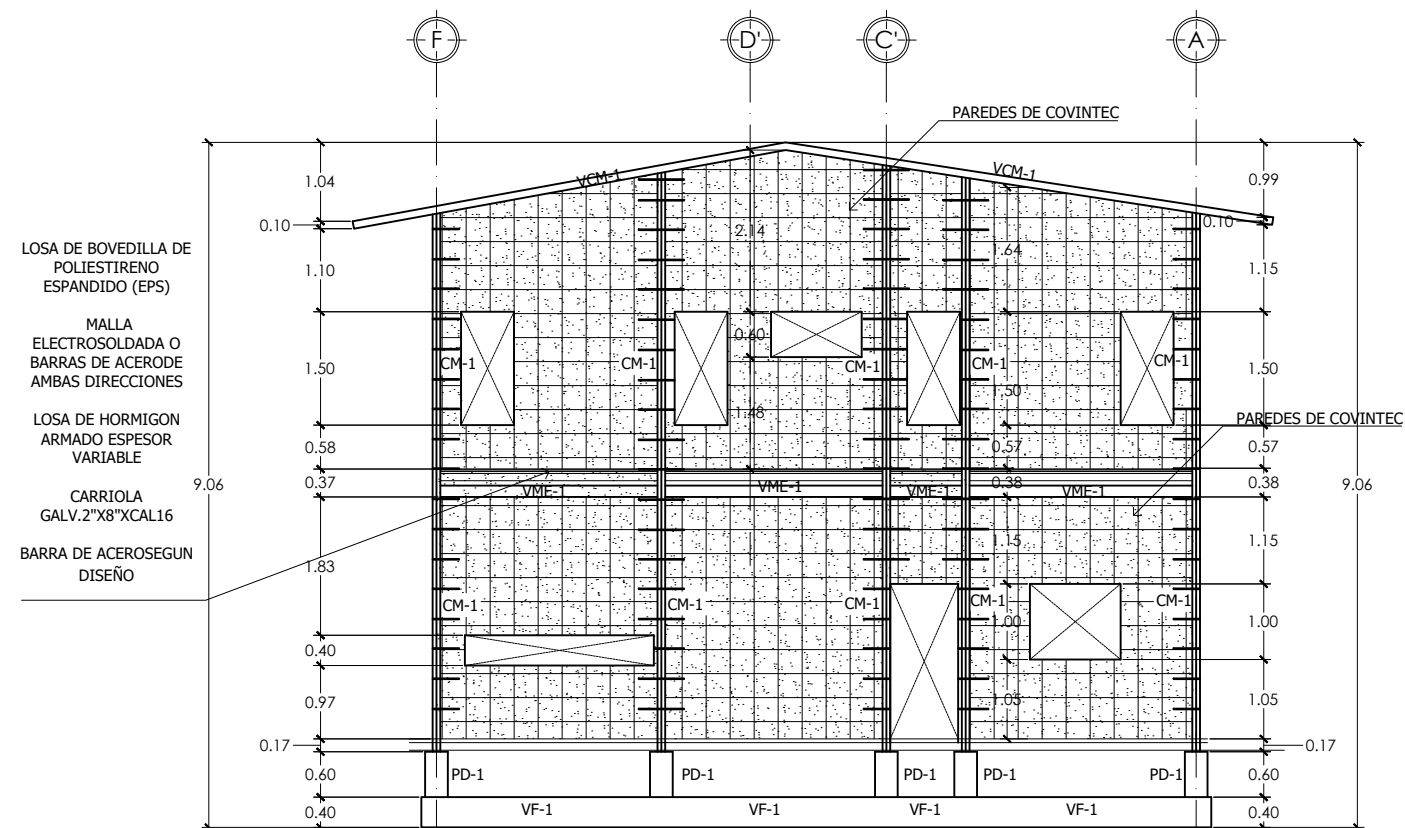 F
D'
C'
A
PAREDES DE COVINTEC
VCM-1
VCM-1
1.04
0.99
0.10
0.10
2.14
1.64
LOSA DE BOVEDILLA DE
POLIESTIRENO
ESPANDIDO (EPS)
MALLA
ELECTROSOLDADA O
BARRAS DE ACERODE
AMBAS DIRECCIONES
LOSA DE HORMIGON
ARMADO ESPESOR
VARIABLE
CARRIOLA
GALV.2"X8"XCAL16
BARRA DE ACEROSEGUN
DISEÑO
1.10
1.15
0.60
1.50
CM-1
CM-1
CM-1
CM-1
CM-1
1.50
1.50
1.48
PAREDES DE COVINTEC
0.58
0.57
0.57
0.37
0.38
0.38
9.06
9.06
VME-1
VME-1
VME-1
VME-1
1.15
1.15
1.83
CM-1
CM-1
CM-1
CM-1
CM-1
1.00
1.00
0.40
0.97
1.05
1.05
0.17
0.17
0.60
PD-1
PD-1
PD-1
PD-1
PD-1
0.60
0.40
VF-1
VF-1
VF-1
VF-1
0.40